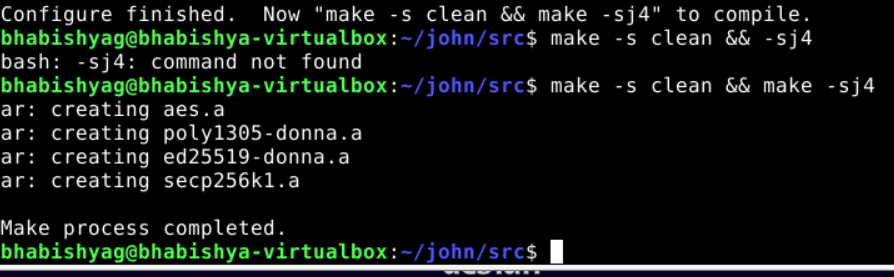 Configure finished.  Now "make -s clean && make -sj4" to compile.
bhabishyag@bhabishya-virtualbox:~/john/src$ make -s clean && -sj4
bash: -sj4: command not found
bhabishyag@bhabishya-virtualbox:~/john/src$ make -s clean && make -sj4
ar: creating aes.a
ar: creating poly1305-donna.a
ar: creating ed25519-donna.a
ar: creating secp256k1.a

Make process completed.
bhabishyag@bhabishya-virtualbox:~/john/src$